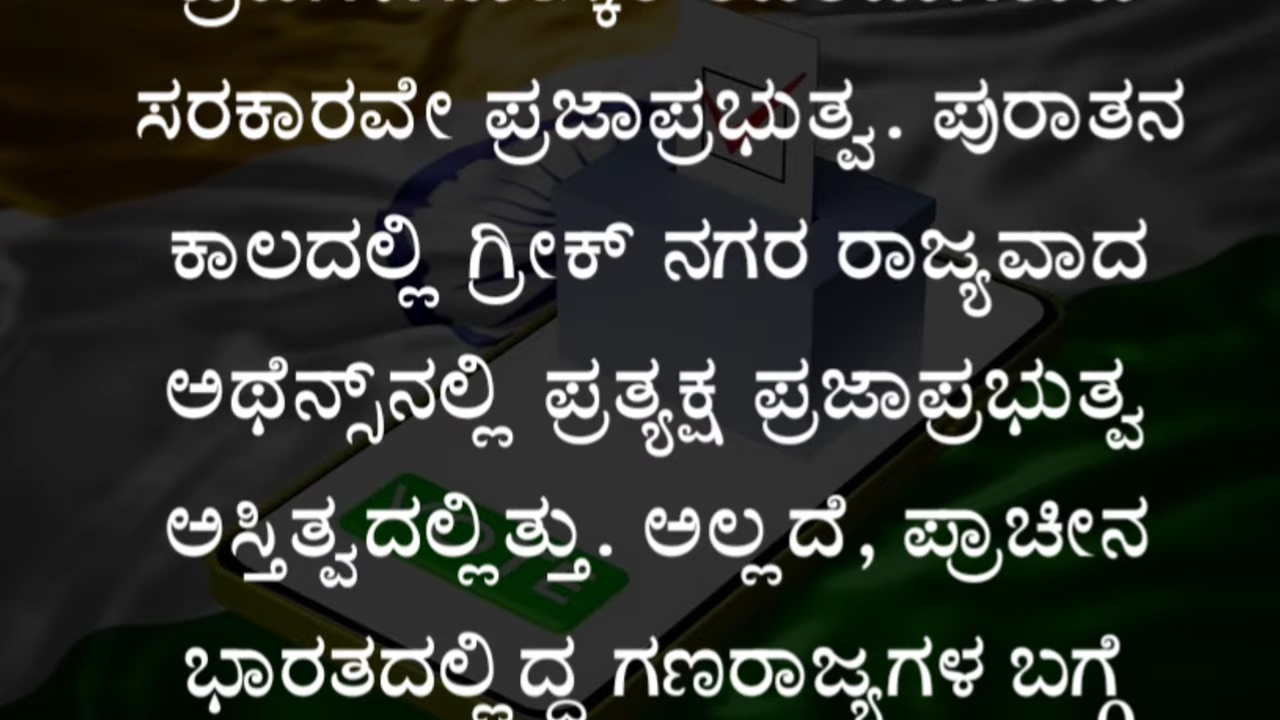 ಸರಕಾರವೇ ಪ್ರಜಾಪ್ರಭುತ್ವ. ಪುರಾತನ
ಕಾಲದಲ್ಲಿ ಗ್ರೀಕ್ ನಗರ ರಾಜ್ಯವಾದ
ಅಥೆನ್ಸ್‌ನಲ್ಲಿ ಪ್ರತ್ಯಕ್ಷ ಪ್ರಜಾಪ್ರಭುತ್ವ
ಅಸ್ತಿತ್ವದಲ್ಲಿತ್ತು. ಅಲ್ಲದೆ, ಪ್ರಾಚೀನ
VOTE
ಭಾರತದಲ್ಲಿದ್ದ ಗಣರಾಜ್ಯಗಳ ಬಗ್ಗೆ